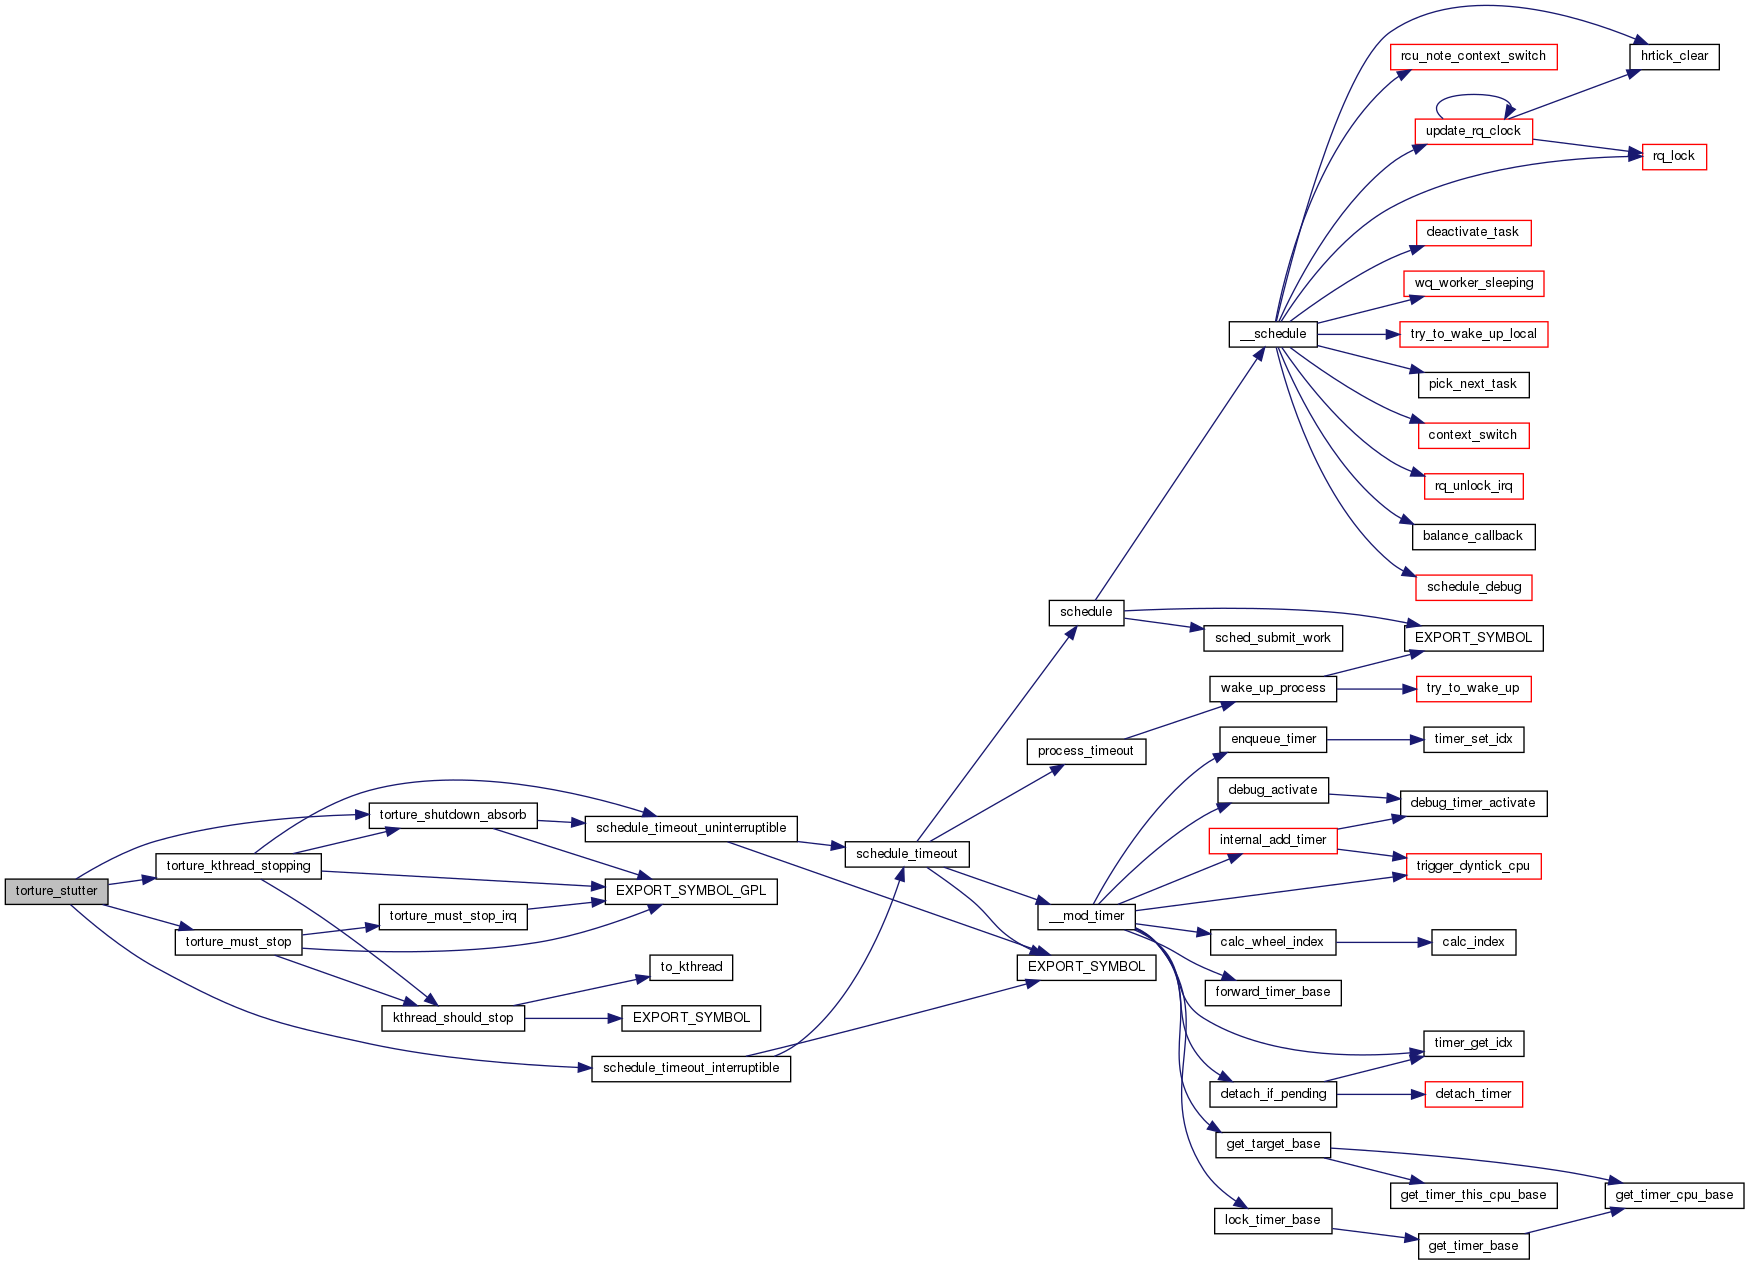 torture_stutter
torture_kthread_stopping
torture_must_stop
torture_shutdown_absorb
torture_must_stop_irq
kthread_should_stop
schedule_timeout_uninterruptible
EXPORT_SYMBOL_GPL
to_kthread
EXPORT_SYMBOL
schedule_timeout_interruptible
schedule_timeout
schedule
process_timeout
__mod_timer
EXPORT_SYMBOL
__schedule
sched_submit_work
wake_up_process
enqueue_timer
debug_activate
internal_add_timer
calc_wheel_index
forward_timer_base
detach_if_pending
get_target_base
lock_timer_base
rcu_note_context_switch
update_rq_clock
deactivate_task
wq_worker_sleeping
try_to_wake_up_local
pick_next_task
context_switch
rq_unlock_irq
balance_callback
schedule_debug
EXPORT_SYMBOL
try_to_wake_up
timer_set_idx
debug_timer_activate
trigger_dyntick_cpu
calc_index
timer_get_idx
detach_timer
get_timer_this_cpu_base
get_timer_base
hrtick_clear
rq_lock
get_timer_cpu_base